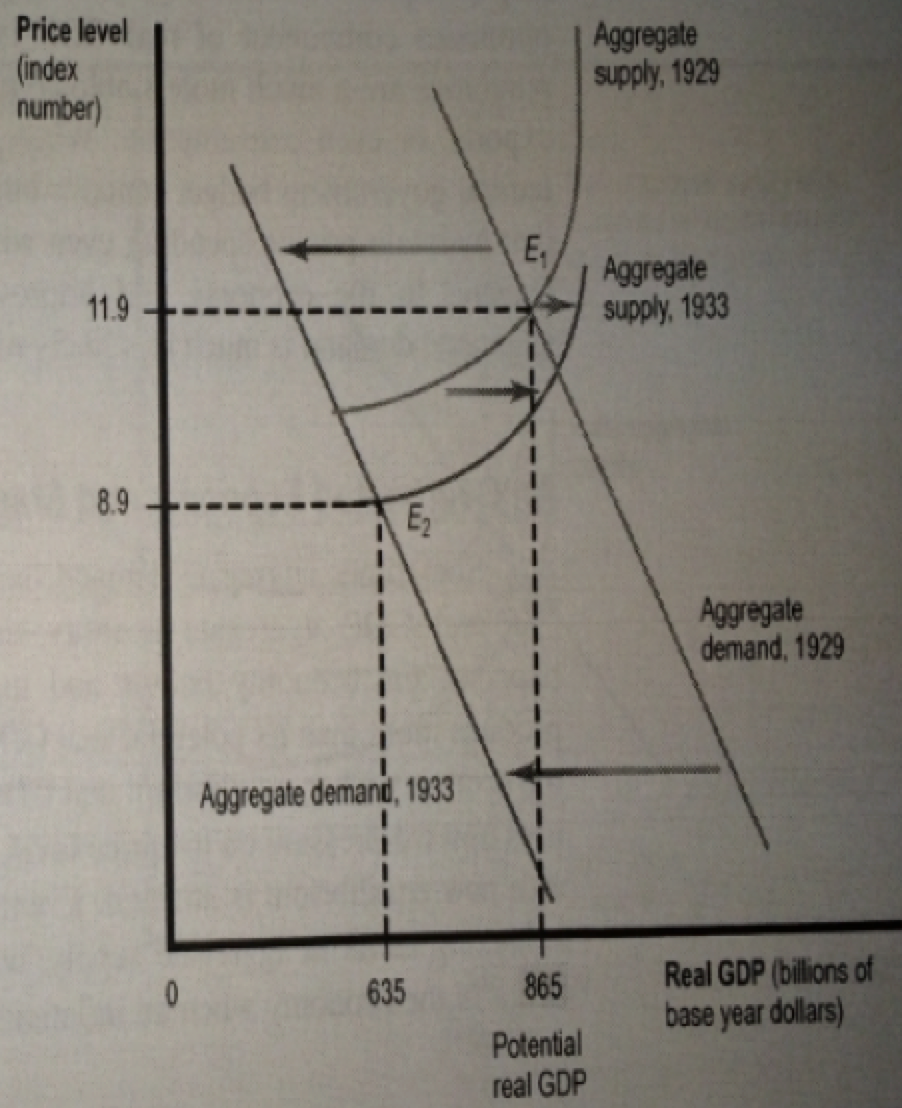 Price level
(index
number)
Aggregate
supply, 1929
E1
Aggregate
supply, 1933
11.9
8.9
E2
Aggregate
demand, 1929
Aggregate demand, 1933
0
635
865
Real GDP (billions of
base year dollars)
Potential
real GDP